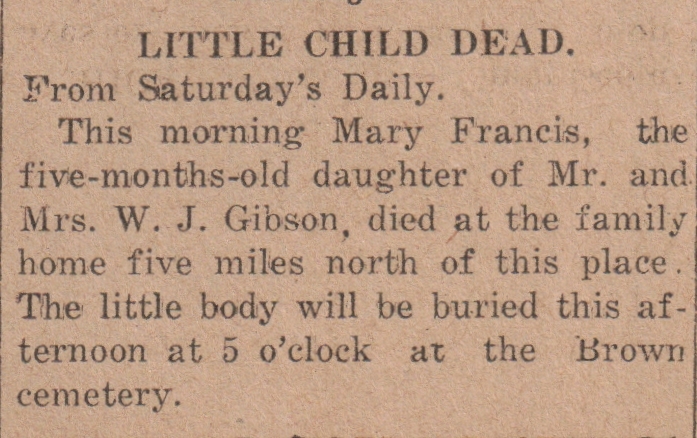 LITTLE CHILD DEAD.
From Saturday's Daily.
This morning Mary Francis, the
five-months-old daughter of Mr. and
Mrs. W. J. Gibson, died at the family
home five miles north of this place.
The little body will be buried this af-
ternoon at 5 o'clock at the Brown
cemetery.